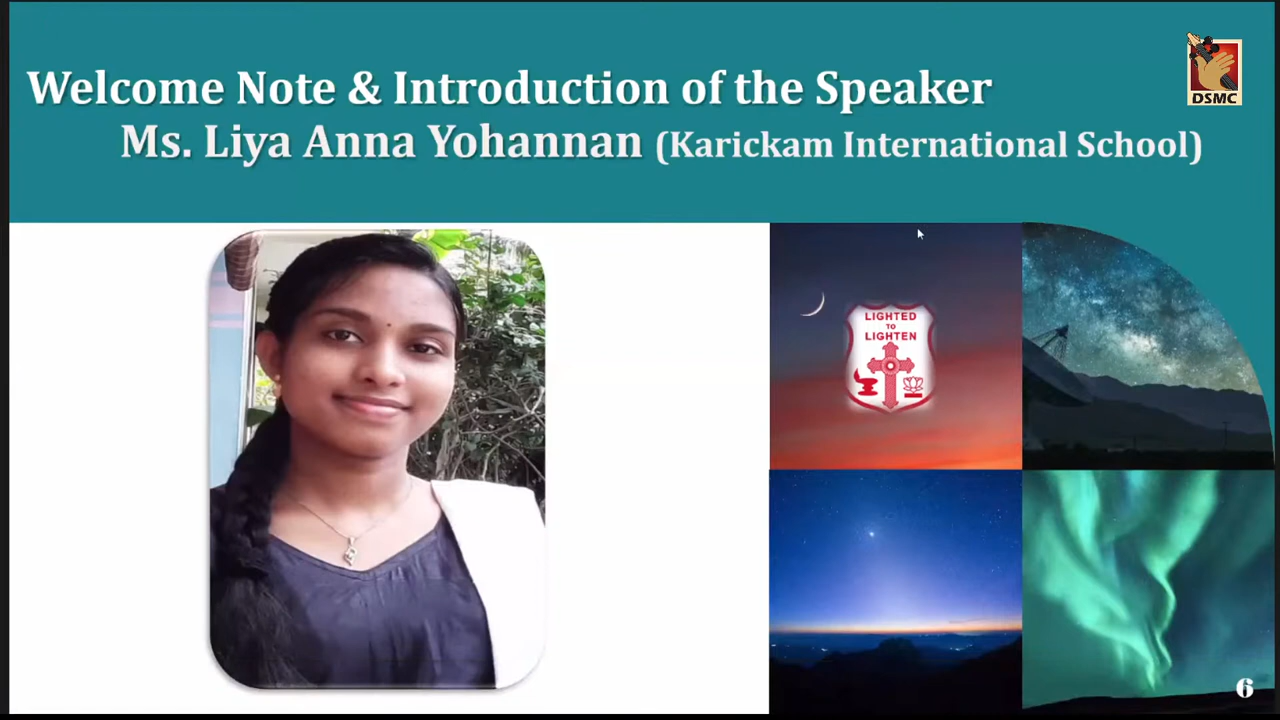 Welcome Note & Introduction of the Speaker
Ms. Liya Anna Yohannan (Karickam International School)
DSMC
LIGHTED
TO
LIGHTEN
6